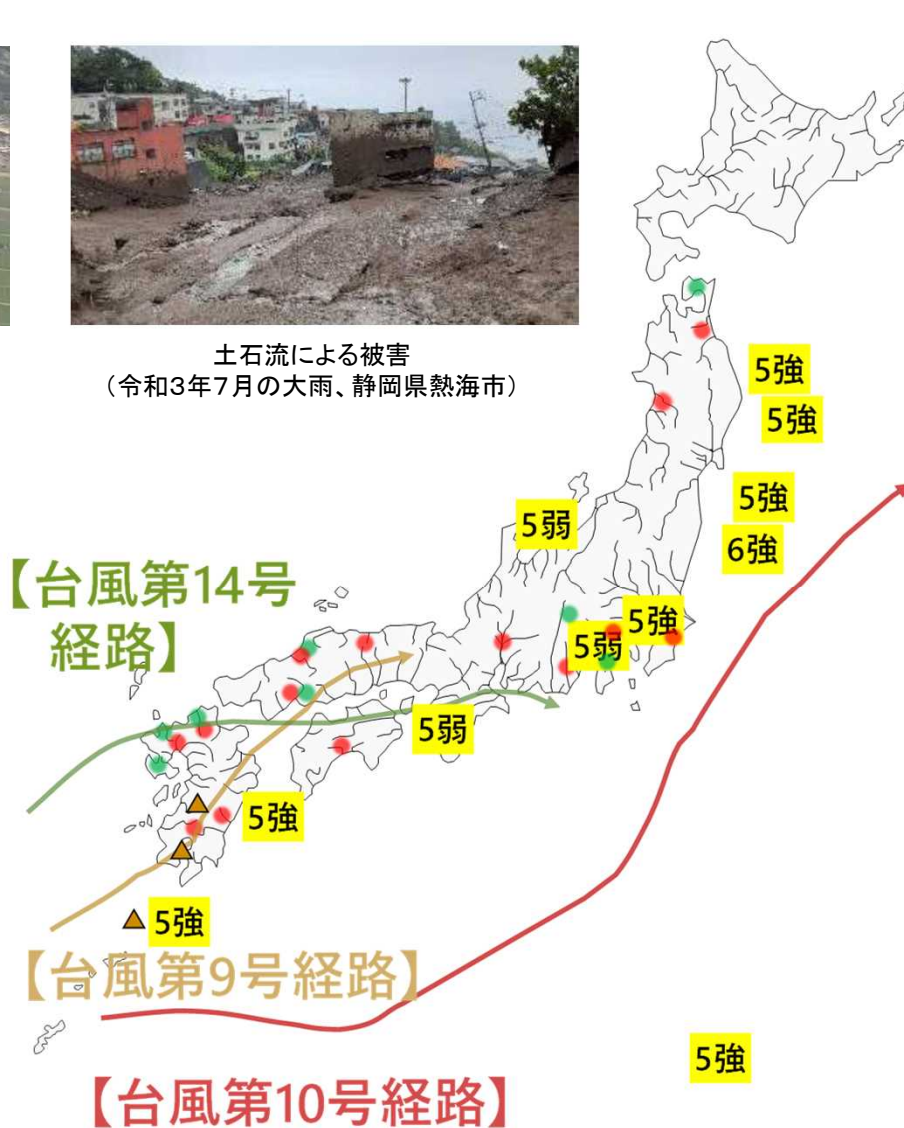 土石流による被害
（令和3年7月の大雨、静岡県熱海市）
5強
5強
5強
5弱
6強
【台風第14号
経路】
5強
5弱
5弱
5強
5強
【台風第9号経路】
5強
【台風第10号経路】